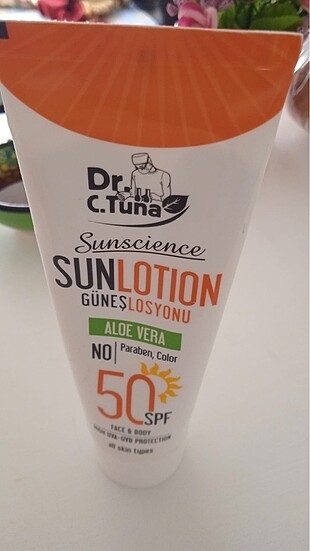 Dr.
C.Tuna
Sunscience
SUNLOTION
GÜNEŞLOSYONU
ALOE VERA
NO | Paraben, Color
50 SPF
FACE & BODY
HIGH UVA-UVB PROTECTION
all skin types